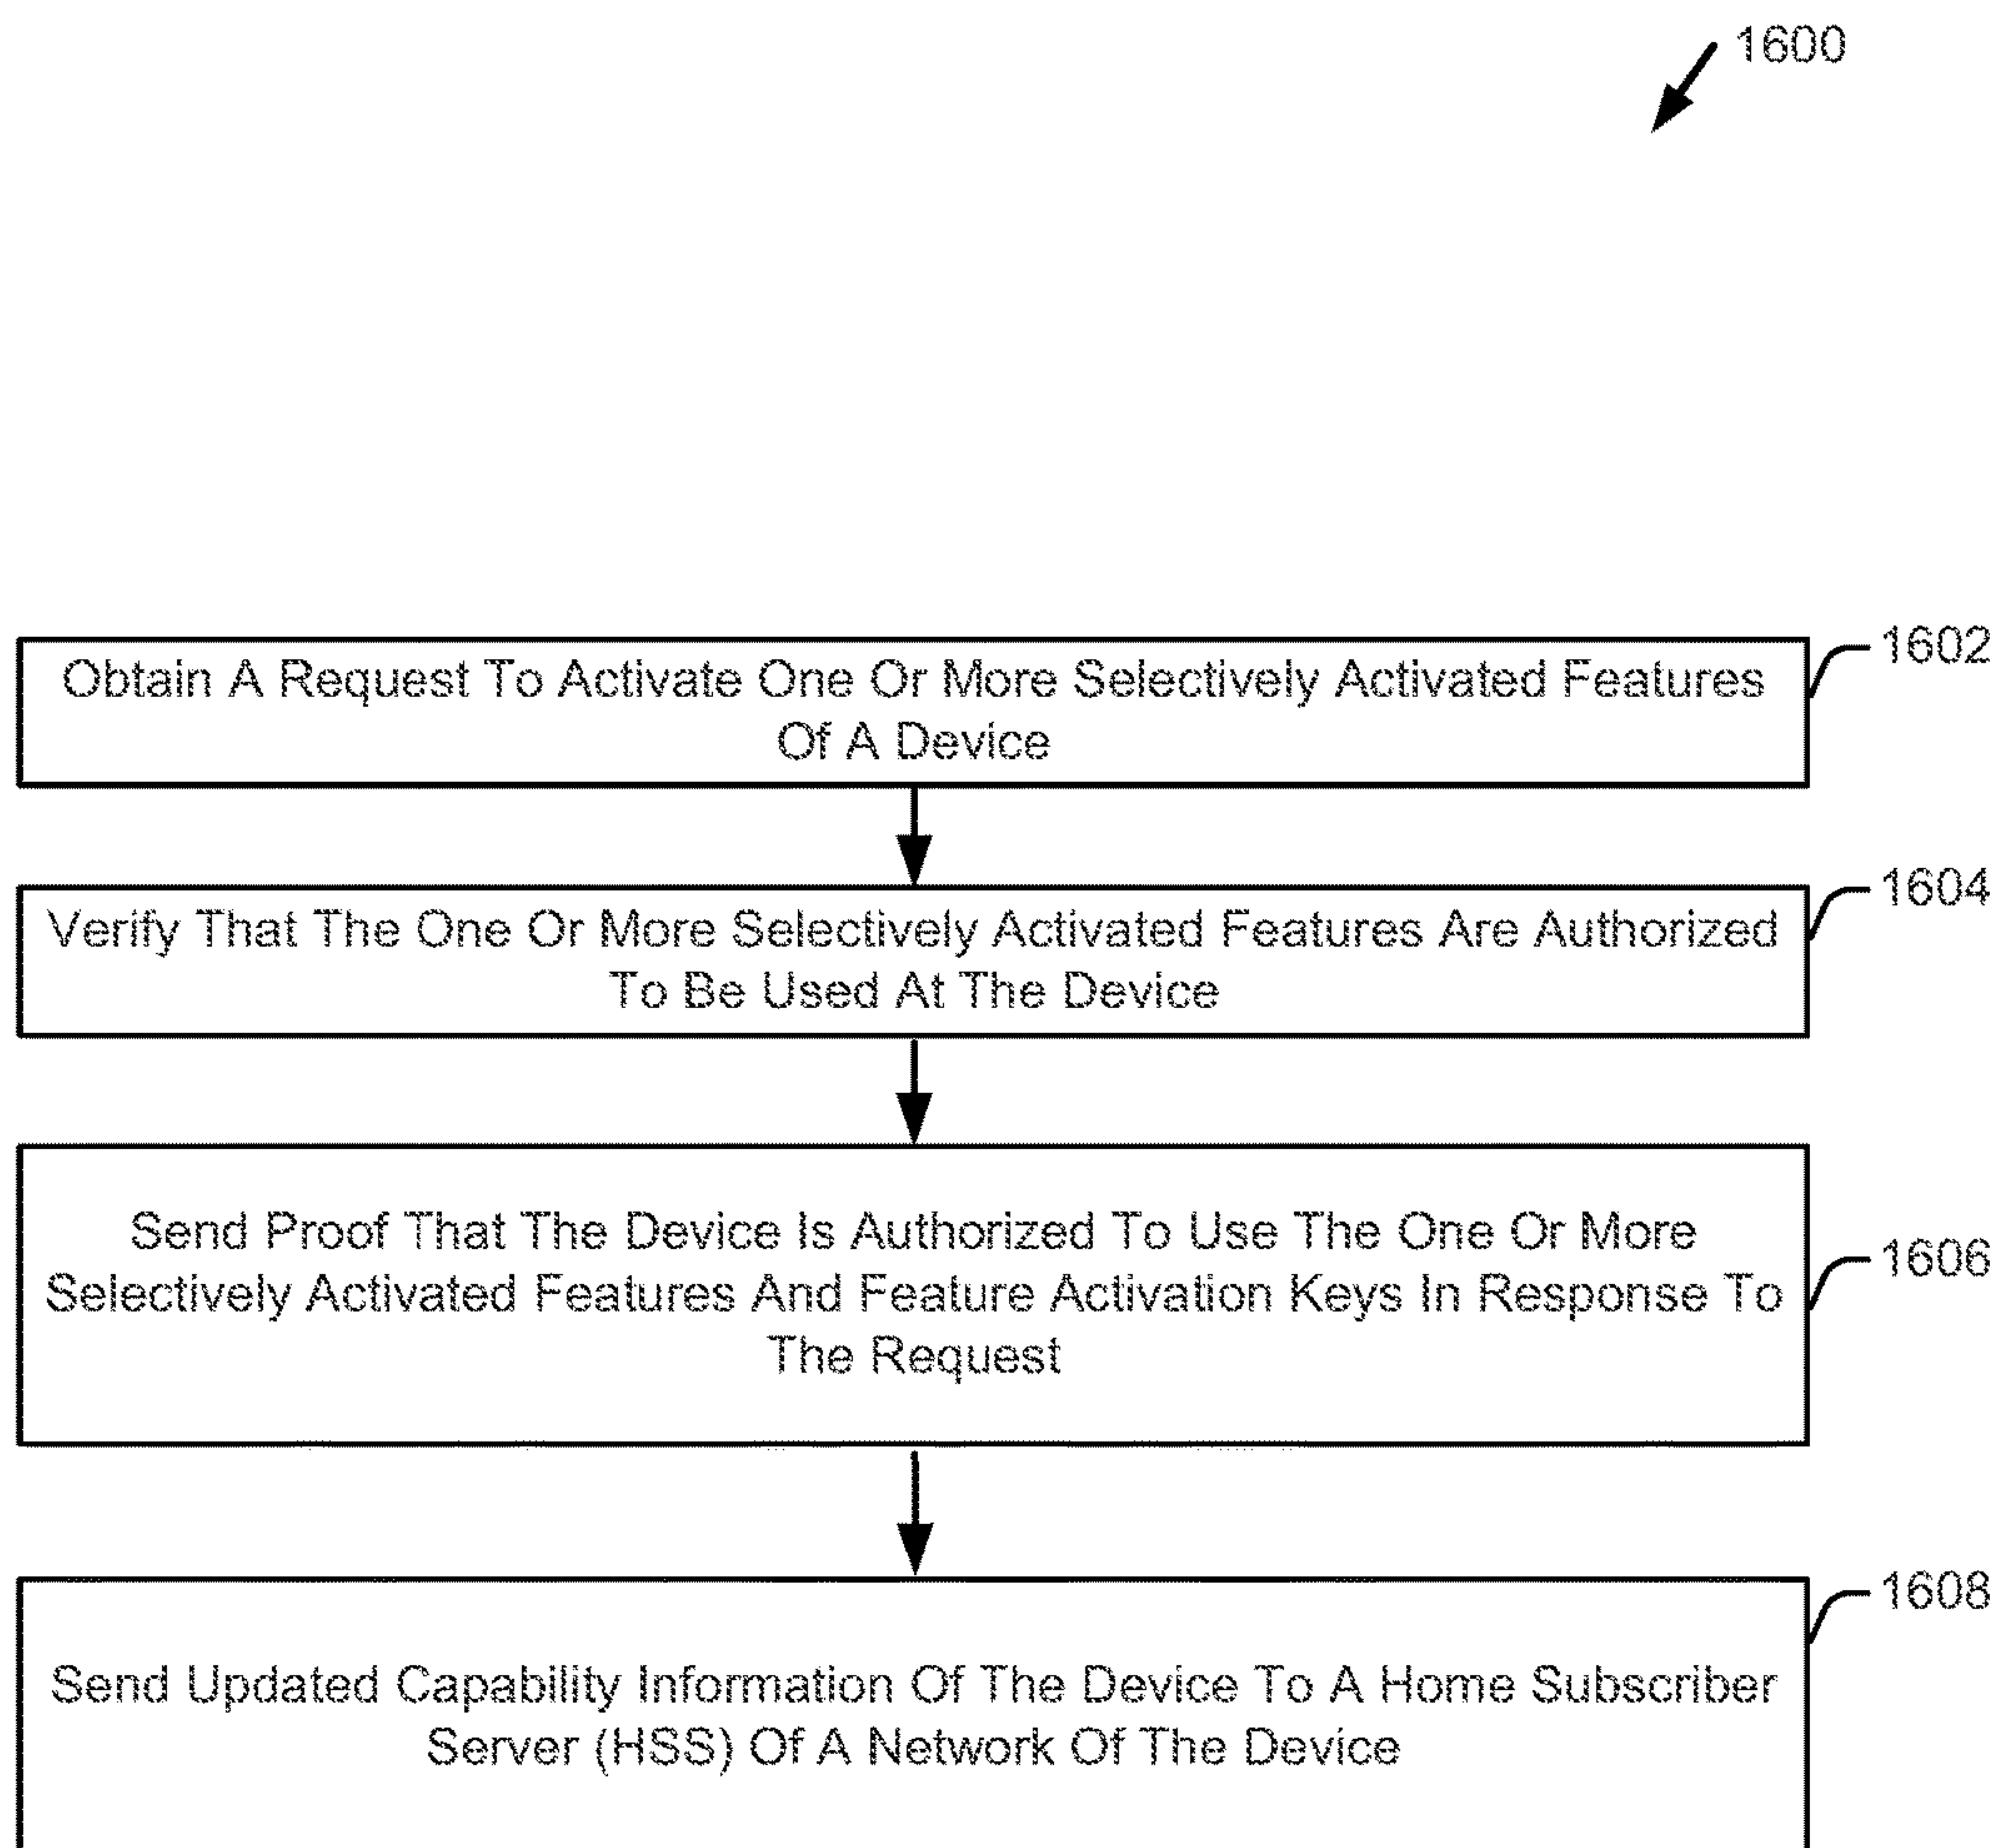 1600
Obtain A Request To Activate One Or More Selectively Activated Features
Of A Device
1602
Verify That The One Or More Selectively Activated Features Are Authorized
To Be Used At The Device
1604
Send Proof That The Device Is Authorized To Use The One Or More
Selectively Activated Features And Feature Activation Keys In Response To
The Request
1606
Send Updated Capability Information Of The Device To A Home Subscriber
Server (HSS) Of A Network Of The Device
1608